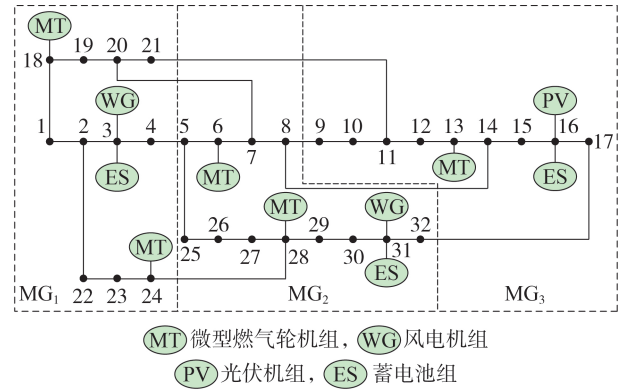 MT
18 19 20 21
WG PV
1 2 3 4 5 6 7 8 9 10 11 12 13 14 15 16 17
ES MT MT ES
MT WG
25 26 27 28 29 30 31 32
MT ES
22 23 24
MG₁ MG₂ MG₃
MT 微型燃气轮机组, WG 风电机组
PV 光伏机组, ES 蓄电池组